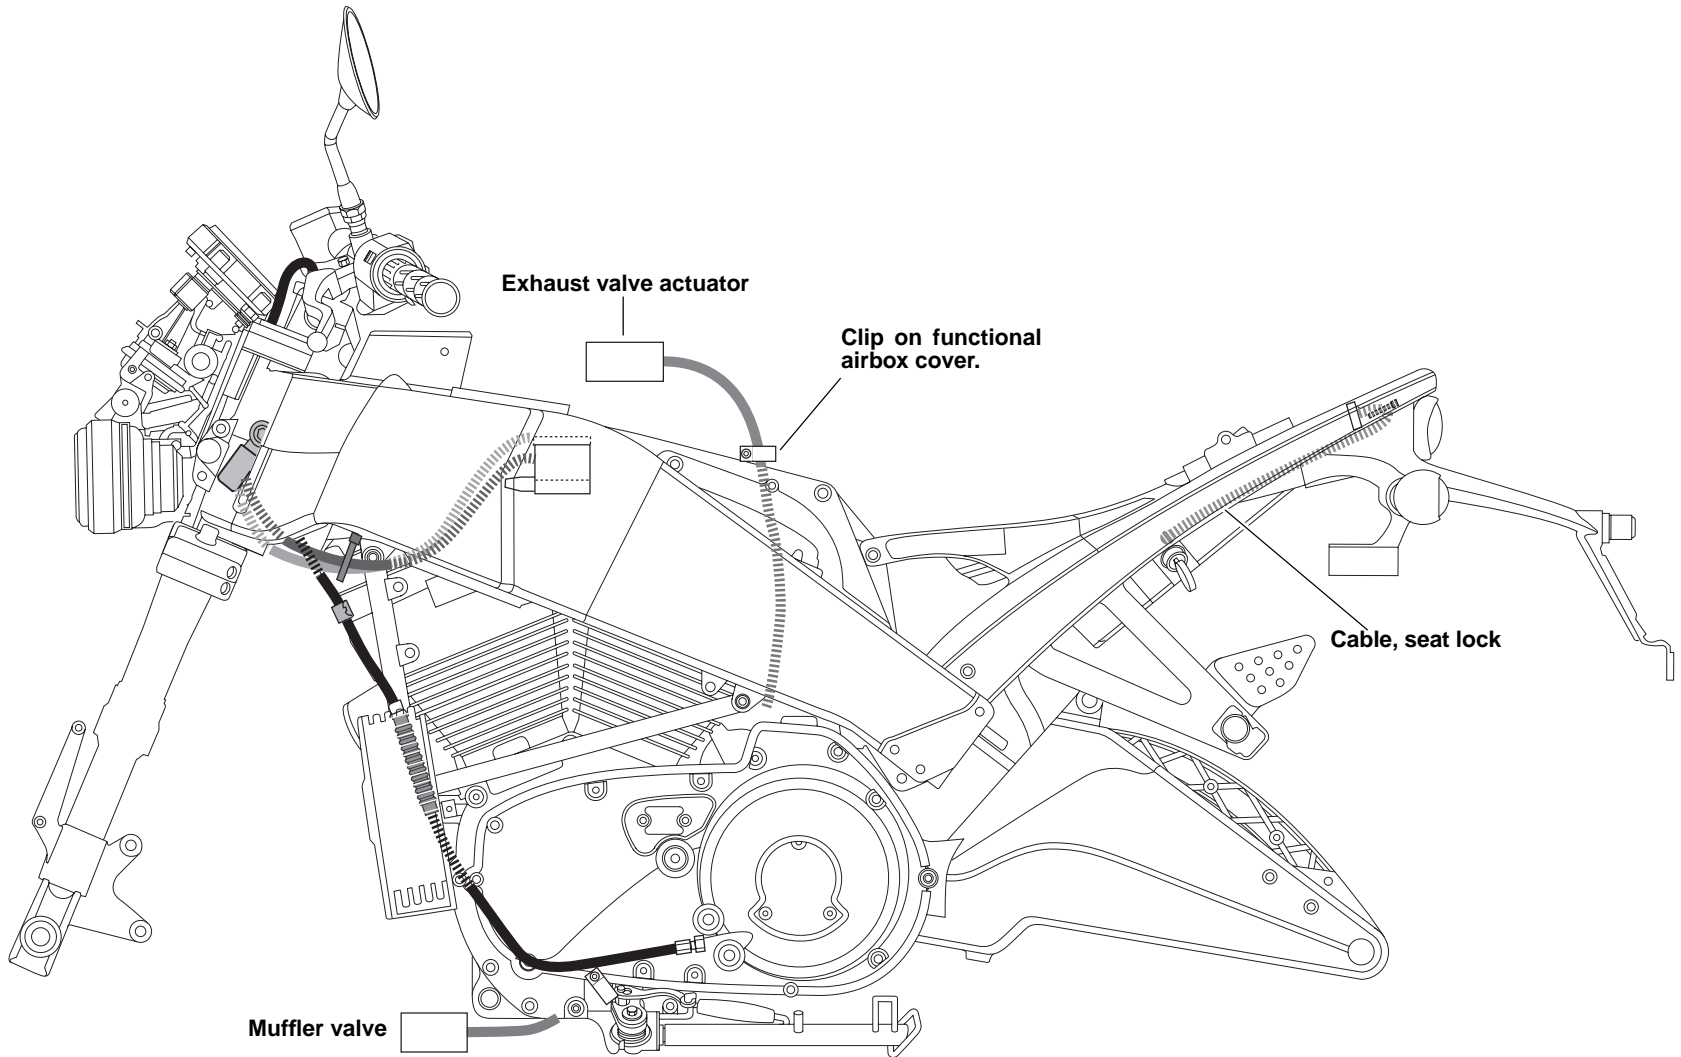 Exhaust valve actuator
Clip on functional
airbox cover.
Cable, seat lock
Muffler valve